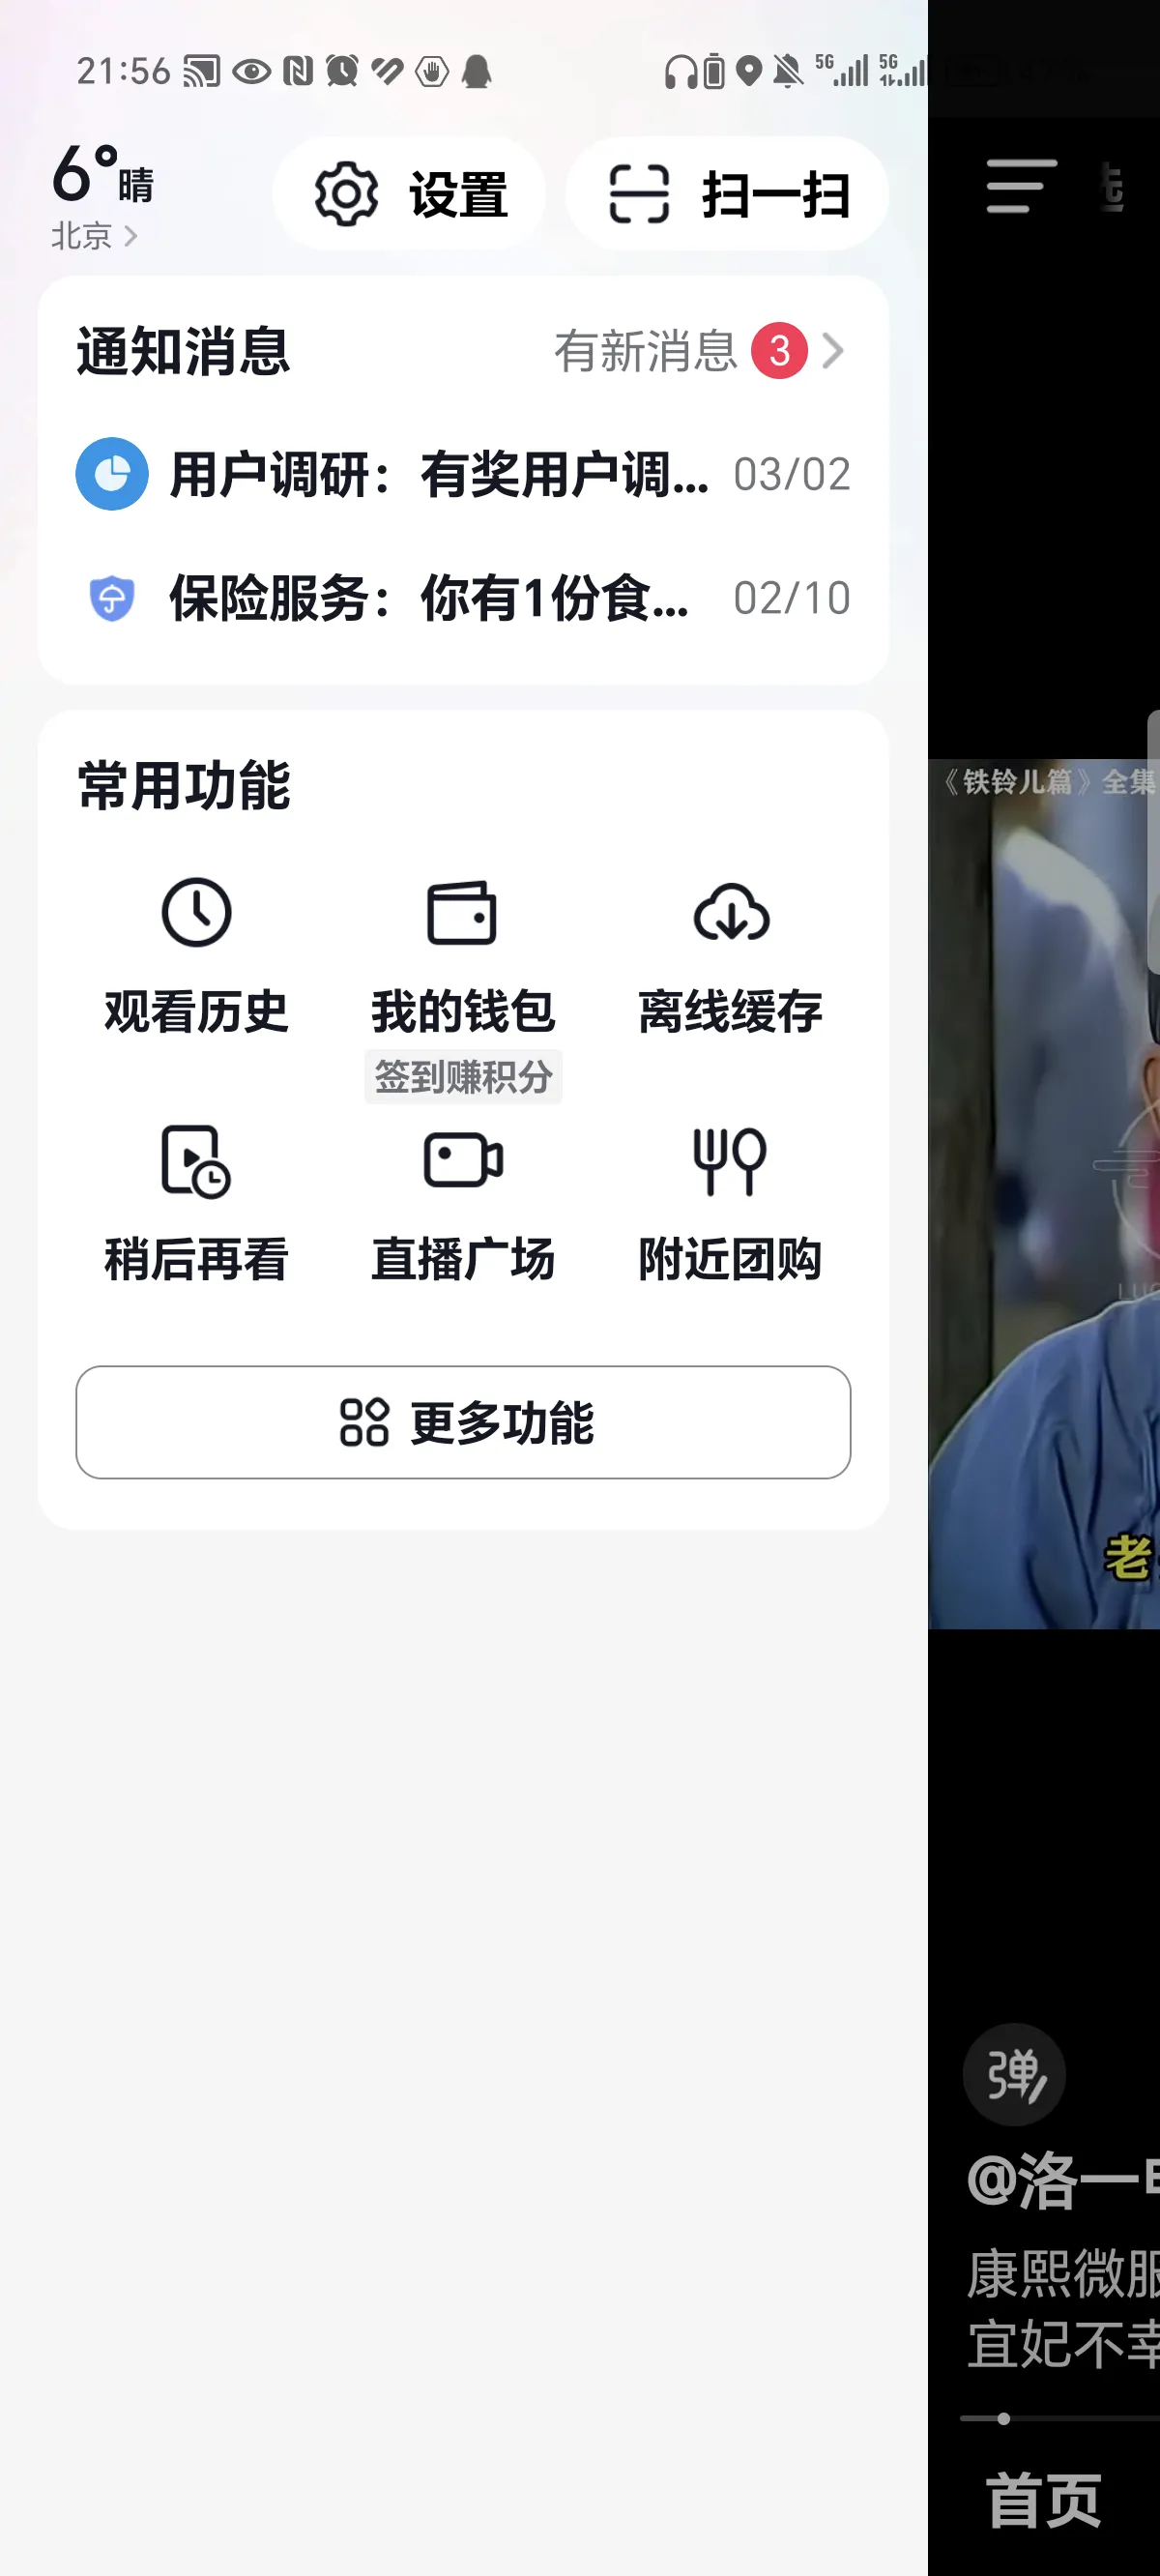 21:56
5G
5G
6°晴
设置
扫一扫
北京
通知消息
有新消息 3
用户调研：有奖用户调... 03/02
保险服务：你有1份食... 02/10
常用功能
观看历史
我的钱包
离线缓存
签到赚积分
稍后再看
直播广场
附近团购
更多功能
《铁铃儿篇》全集
老
弹
@洛一
康熙微服
宜妃不幸
首页